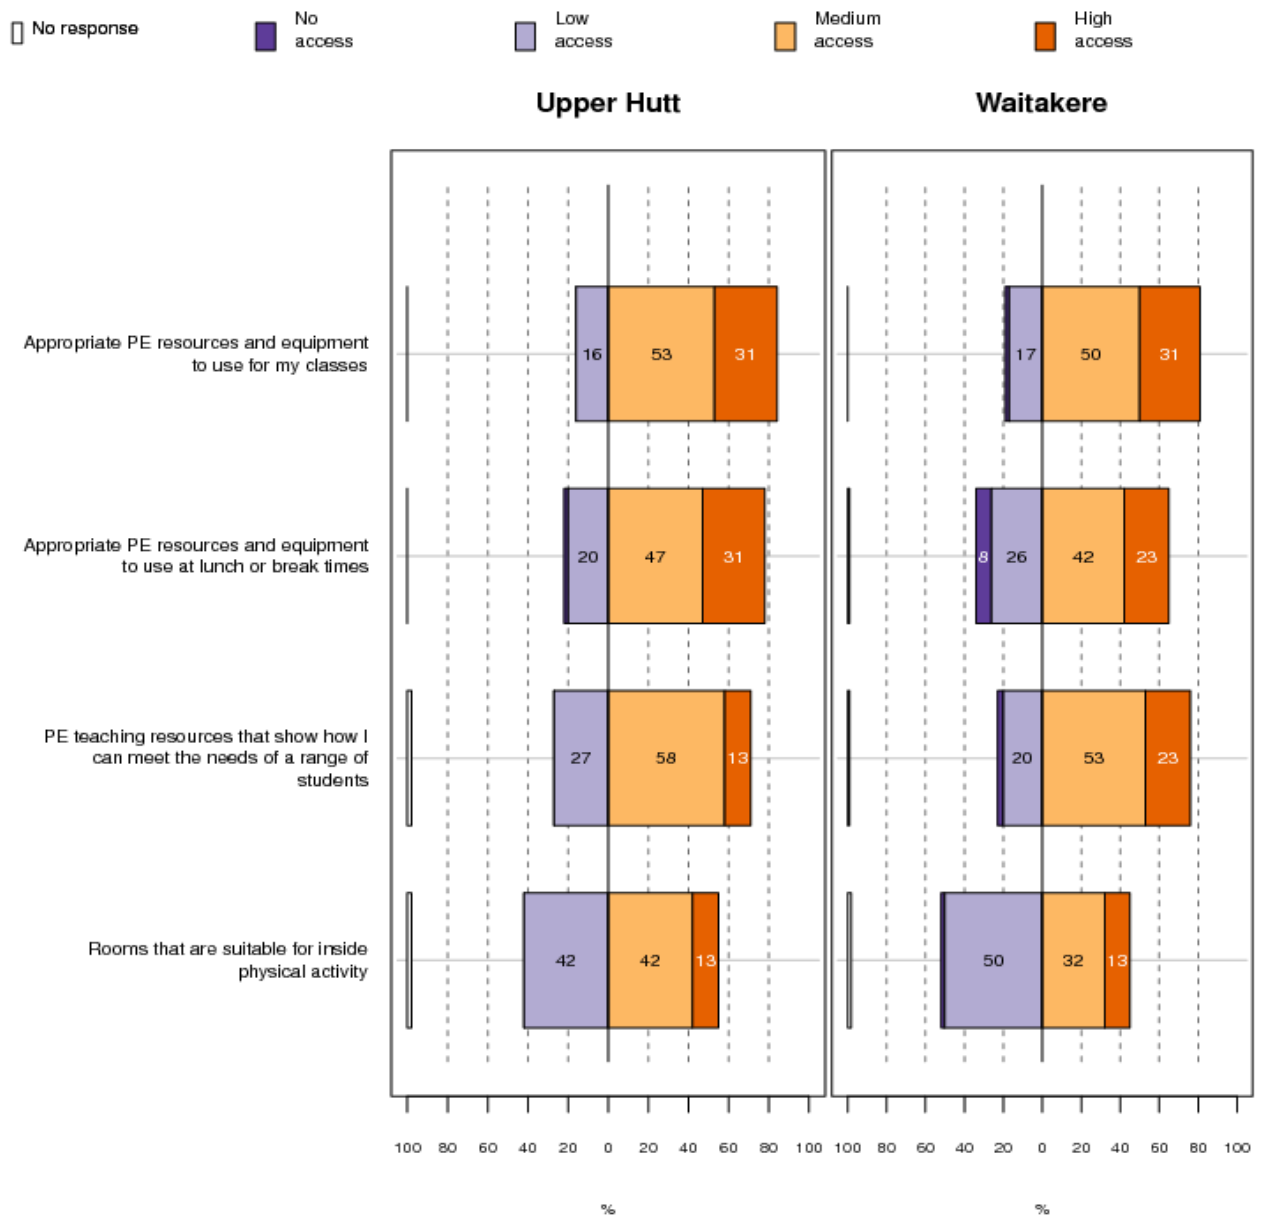 No response
No access
Low access
Medium access
High access
Upper Hutt
Waitakere
Appropriate PE resources and equipment
to use for my classes
16 53 31
17 50 31
Appropriate PE resources and equipment
to use at lunch or break times
20 47 31
8 26 42 23
PE teaching resources that show how I
can meet the needs of a range of
students
27 58 13
20 53 23
Rooms that are suitable for inside
physical activity
42 42 13
50 32 13
100 80 60 40 20 0 20 40 60 80 100
100 80 60 40 20 0 20 40 60 80 100
%
%